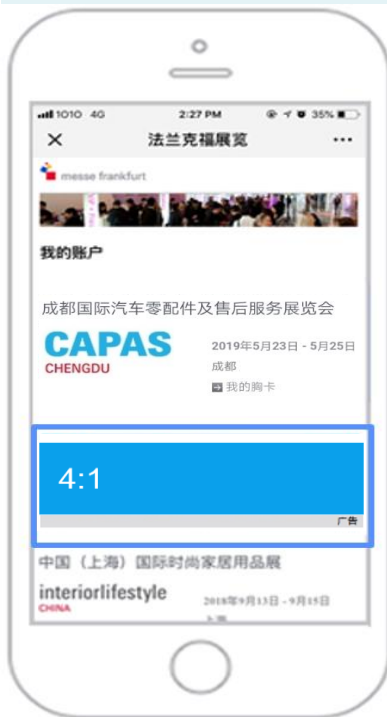 1010 4G 2:27 PM 35%
法兰克福展览
messe frankfurt
我的账户
成都国际汽车零配件及售后服务展览会
CAPAS
CHENGDU
2019年5月23日 - 5月25日
成都
我的胸卡
4:1
广告
中国（上海）国际时尚家居用品展
interiorlifestyle
CHINA
2018年9月13日 - 9月15日